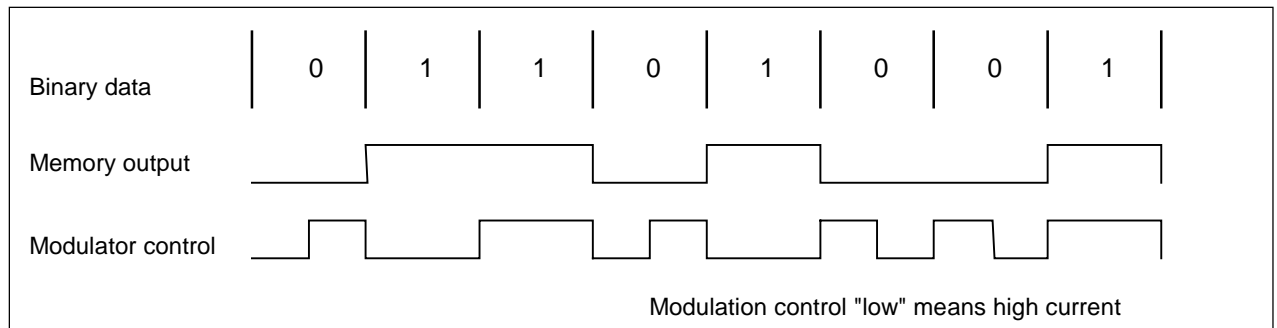 Binary data 0 1 1 0 1 0 0 1
Memory output
Modulator control
Modulation control "low" means high current